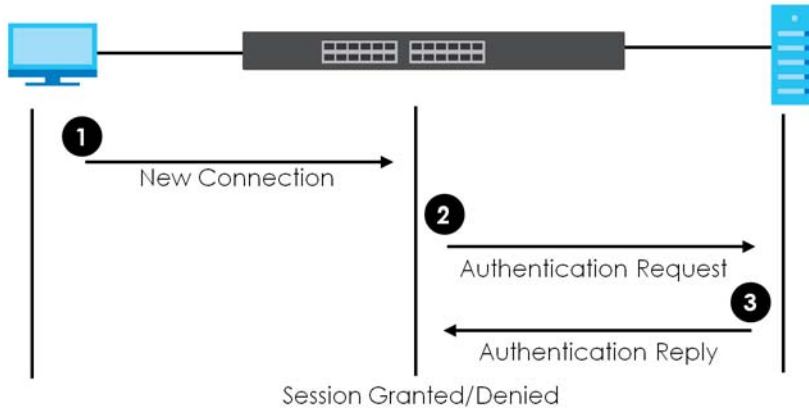 1
New Connection
2
Authentication Request
3
Authentication Reply
Session Granted/Denied